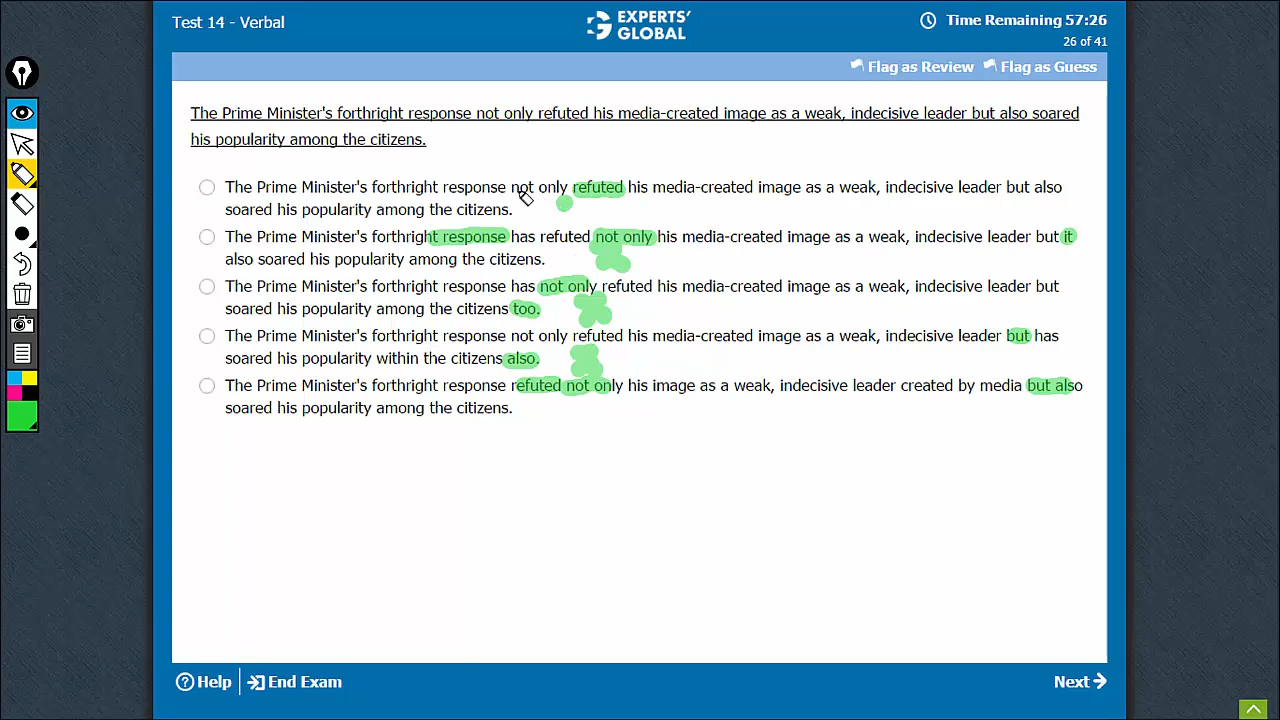 Test 14 - Verbal
EXPERTS'
GLOBAL
Time Remaining 57:26
26 of 41
Flag as Review Flag as Guess
The Prime Minister's forthright response not only refuted his media-created image as a weak, indecisive leader but also soared
his popularity among the citizens.
The Prime Minister's forthright response not only refuted his media-created image as a weak, indecisive leader but also
soared his popularity among the citizens.
The Prime Minister's forthright response has refuted not only his media-created image as a weak, indecisive leader but it
also soared his popularity among the citizens.
The Prime Minister's forthright response has not only refuted his media-created image as a weak, indecisive leader but
soared his popularity among the citizens too.
The Prime Minister's forthright response not only refuted his media-created image as a weak, indecisive leader but has
soared his popularity within the citizens also.
The Prime Minister's forthright response refuted not only his image as a weak, indecisive leader created by media but also
soared his popularity among the citizens.
Help End Exam Next